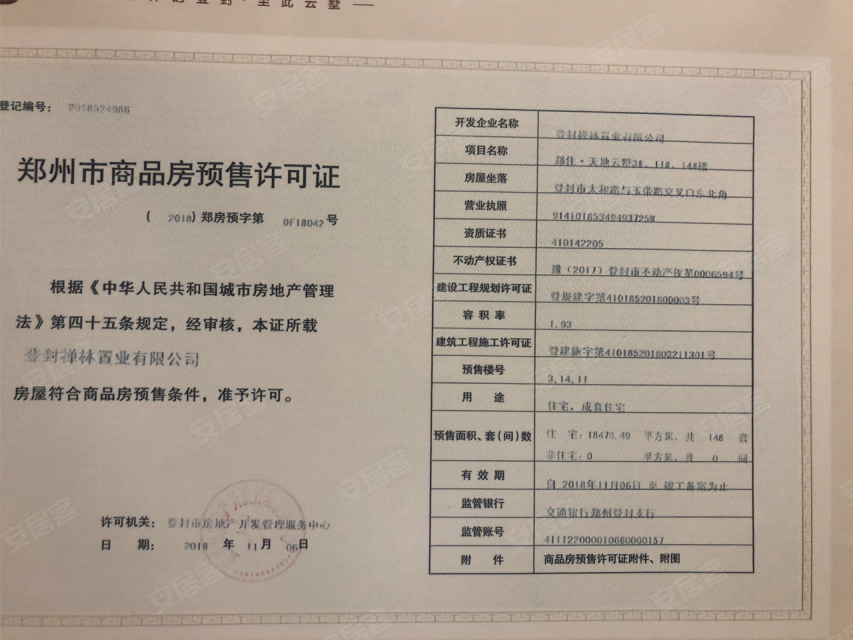 登封·至此云墅
登记编号： 2018524086
郑州市商品房预售许可证
( 2018) 郑房预字第 DF18042 号
根据《中华人民共和国城市房地产管理
法》第四十五条规定，经审核，本证所载
登封禅林置业有限公司
房屋符合商品房预售条件，准予许可。
许可机关： 登封市房地产开发管理服务中心
日 期： 2018 年 11 月 06 日
开发企业名称 登封禅林置业有限公司
项目名称 郑住·天地云墅3#、11#、14#楼
房屋坐落 登封市太和路与玉带路交叉口东北角
营业执照 91410185349493725W
资质证书 410142205
不动产权证书 豫（2017）登封市不动产权第0006594号
建设工程规划许可证 登规建字第410185201800003号
容 积 率 1.93
建筑工程施工许可证 登建施字第410185201803211301号
预售楼号 3,14,11
用 途 住宅，成套住宅
预售面积、套(间)数 住 宅: 18478.49 平方米，共 148 套
非住宅: 0 平方米，共 0 间
有 效 期 自 2018年11月06日 至 竣工备案为止
监管银行 交通银行郑州登封支行
监管账号 411122000010660000157
附 件 商品房预售许可证附件、附图
安居客